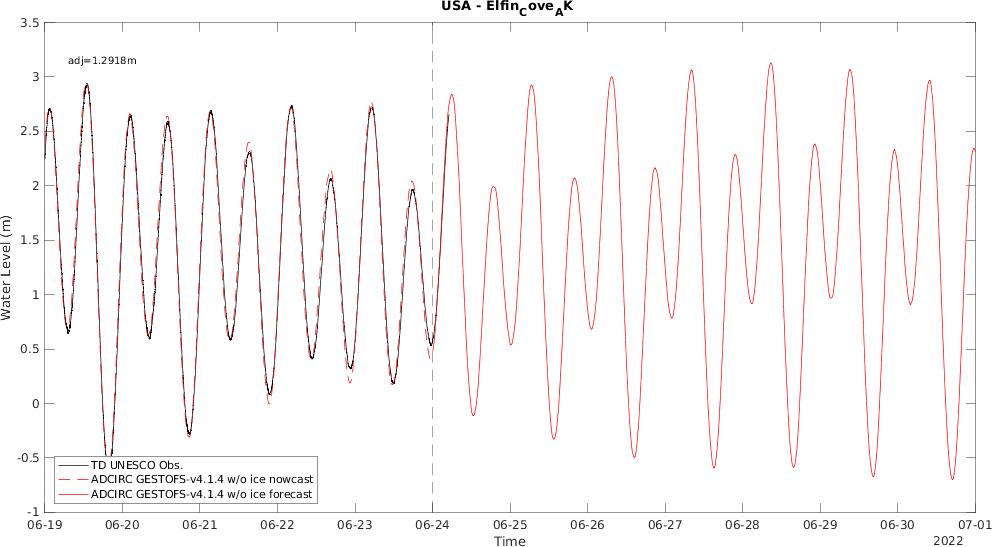 USA - Elfin_Cove_AK
adj=1.2918m
3.5
3
2.5
2
1.5
1
0.5
0
-0.5
-1
Water Level (m)
TD UNESCO Obs.
ADCIRC GESTOFS-v4.1.4 w/o ice nowcast
ADCIRC GESTOFS-v4.1.4 w/o ice forecast
06-19 06-20 06-21 06-22 06-23 06-24 06-25 06-26 06-27 06-28 06-29 06-30 07-01
Time
2022